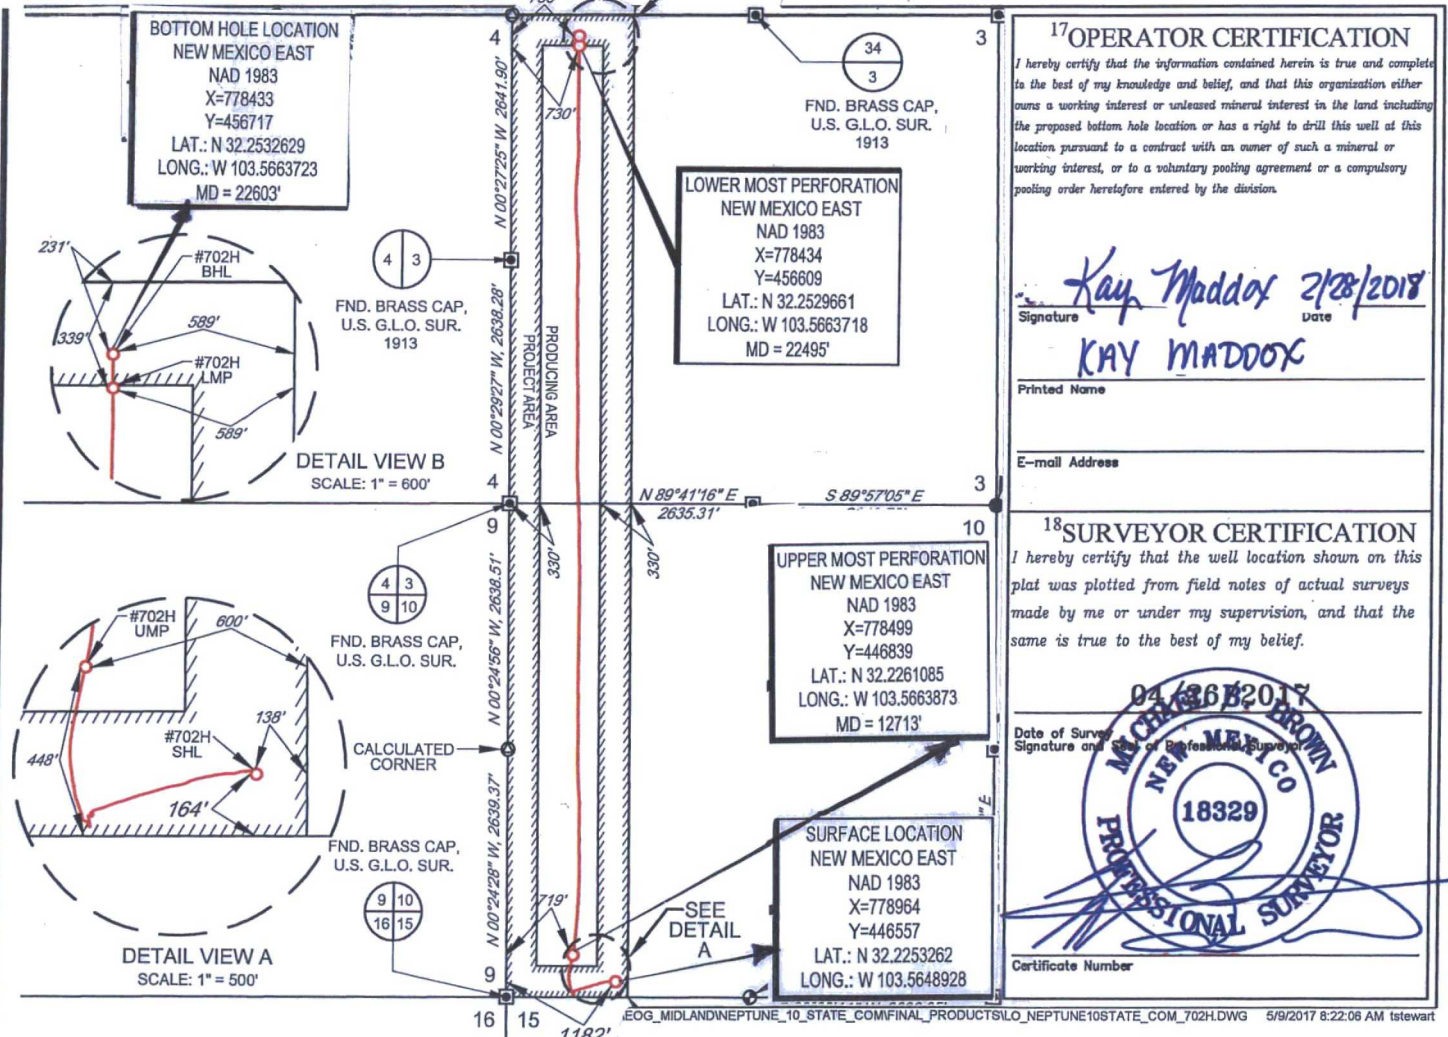 BOTTOM HOLE LOCATION
NEW MEXICO EAST
NAD 1983
X=778433
Y=456717
LAT.: N 32.2532629
LONG.: W 103.5663723
MD = 22603'
231'
#702H
BHL
589'
339'
#702H
LMP
589'
DETAIL VIEW B
SCALE: 1" = 600'
#702H
UMP
600'
#702H
SHL
138'
448'
164'
DETAIL VIEW A
SCALE: 1" = 500'
4
3
N 00°27'25" W 2641.90'
730'
34
3
FND. BRASS CAP,
U.S. G.L.O. SUR.
1913
4 3
FND. BRASS CAP,
U.S. G.L.O. SUR.
1913
N 00°29'27" W, 2638.28'
PROJECT AREA
PRODUCING AREA
LOWER MOST PERFORATION
NEW MEXICO EAST
NAD 1983
X=778434
Y=456609
LAT.: N 32.2529661
LONG.: W 103.5663718
MD = 22495'
4
9
3
10
N 89°41'16" E
2635.31'
S 89°57'05" E
330'
330'
4 3
9 10
FND. BRASS CAP,
U.S. G.L.O. SUR.
N 00°24'56" W, 2638.51'
CALCULATED
CORNER
UPPER MOST PERFORATION
NEW MEXICO EAST
NAD 1983
X=778499
Y=446839
LAT.: N 32.2261085
LONG.: W 103.5663873
MD = 12713'
FND. BRASS CAP,
U.S. G.L.O. SUR.
9 10
16 15
N 00°24'28" W, 2639.37'
719'
SEE
DETAIL
A
SURFACE LOCATION
NEW MEXICO EAST
NAD 1983
X=778964
Y=446557
LAT.: N 32.2253262
LONG.: W 103.5648928
9
16
15
1182'
17OPERATOR CERTIFICATION
I hereby certify that the information contained herein is true and complete
to the best of my knowledge and belief, and that this organization either
owns a working interest or unleased mineral interest in the land including
the proposed bottom hole location or has a right to drill this well at this
location pursuant to a contract with an owner of such a mineral or
working interest, or to a voluntary pooling agreement or a compulsory
pooling order heretofore entered by the division.
Kay Maddox 2/28/2018
Signature Date
KAY MADDOX
Printed Name
E-mail Address
18SURVEYOR CERTIFICATION
I hereby certify that the well location shown on this
plat was plotted from field notes of actual surveys
made by me or under my supervision, and that the
same is true to the best of my belief.
04/26/2017
Date of Survey
Signature and Seal of Professional Surveyor
MICHAEL B. BROWN
NEW MEXICO
18329
PROFESSIONAL SURVEYOR
Certificate Number
EOG_MIDLAND\NEPTUNE_10_STATE_COM\FINAL_PRODUCTS\LO_NEPTUNE10STATE_COM_702H.DWG 5/9/2017 8:22:06 AM tstewart